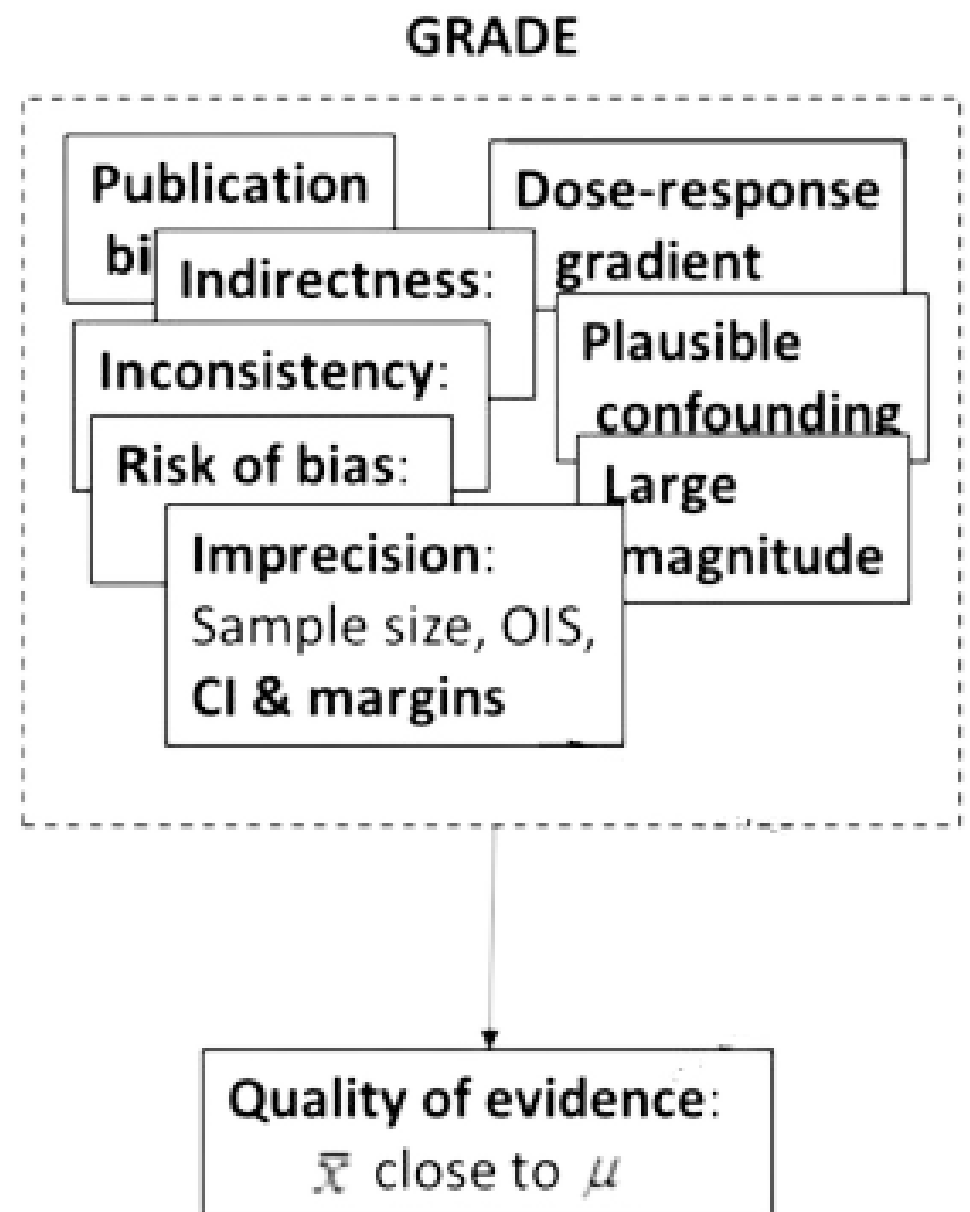 GRADE
Publication
bi
Indirectness:
Inconsistency:
Risk of bias:
Imprecision:
Sample size, OIS,
CI & margins
Dose-response
gradient
Plausible
confounding
Large
magnitude
Quality of evidence:
x̅ close to μ